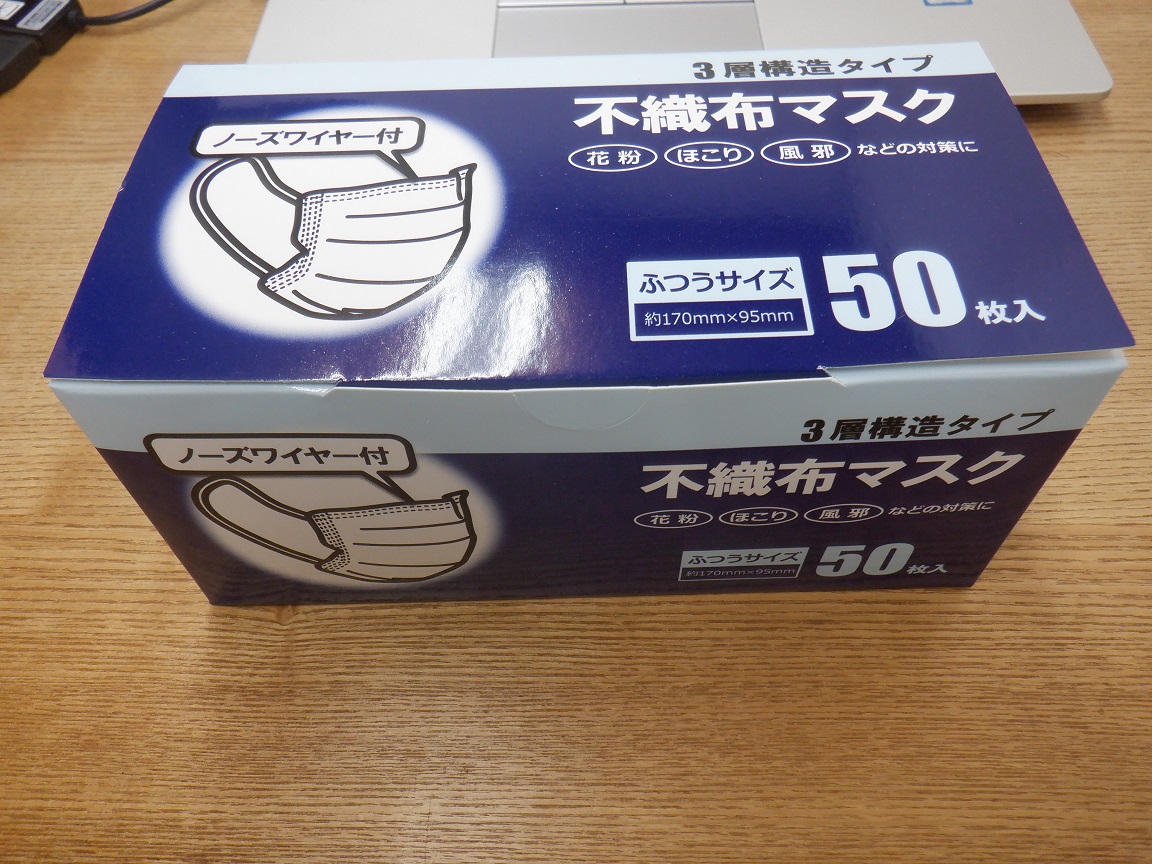 3層構造タイプ
不織布マスク
ノーズワイヤー付
花粉 ほこり 風邪 などの対策に
ふつうサイズ
約170mm×95mm
50枚入
3層構造タイプ
ノーズワイヤー付
不織布マスク
花粉 ほこり 風邪 などの対策に
ふつうサイズ
約170mm×95mm
50枚入